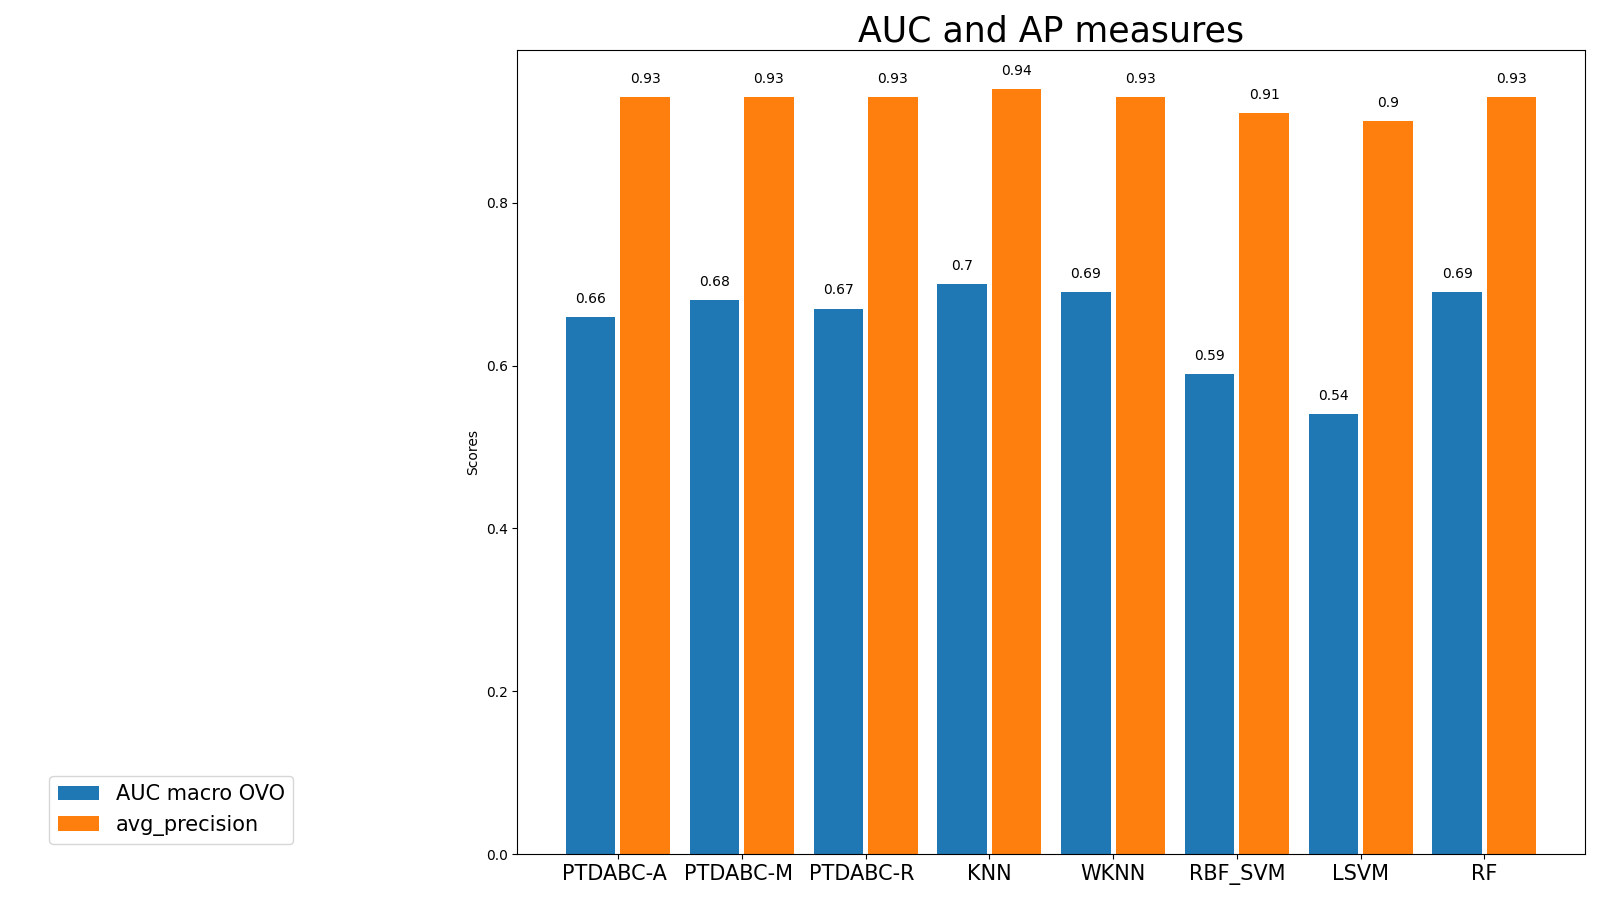 AUC and AP measures
0.93 0.93 0.93 0.94 0.93 0.91 0.9 0.93
0.66 0.68 0.67 0.7 0.69 0.59 0.54 0.69
0.8
0.6
0.4
0.2
0.0
Scores
PTDABC-A PTDABC-M PTDABC-R KNN WKNN RBF_SVM LSVM RF
AUC macro OVO
avg_precision